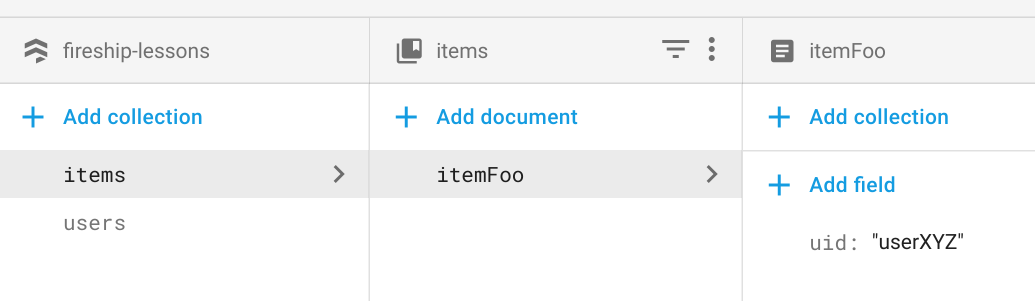 fireship-lessons
items
itemFoo
Add collection
Add document
Add collection
items
itemFoo
Add field
users
uid: "userXYZ"